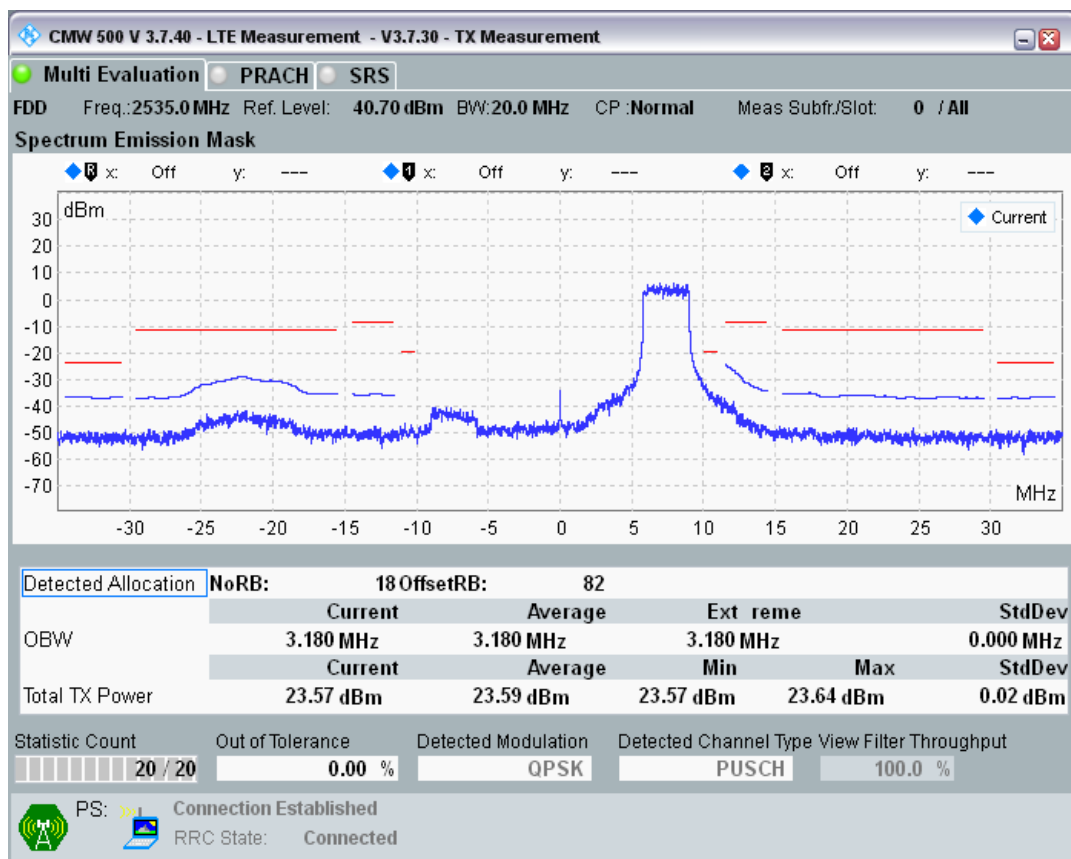 CMW 500 V 3.7.40 - LTE Measurement - V3.7.30 - TX Measurement
Multi Evaluation PRACH SRS
FDD Freq.:2535.0 MHz Ref. Level: 40.70 dBm BW:20.0 MHz CP :Normal Meas Subfr./Slot: 0 / All
Spectrum Emission Mask
R x: Off y: --- 1 x: Off y: --- 2 x: Off y: ---
dBm
Current
30
20
10
0
-10
-20
-30
-40
-50
-60
-70
MHz
-30 -25 -20 -15 -10 -5 0 5 10 15 20 25 30
Detected Allocation NoRB: 18 OffsetRB: 82
Current Average Ext reme StdDev
OBW 3.180 MHz 3.180 MHz 3.180 MHz 0.000 MHz
Current Average Min Max StdDev
Total TX Power 23.57 dBm 23.59 dBm 23.57 dBm 23.64 dBm 0.02 dBm
Statistic Count Out of Tolerance Detected Modulation Detected Channel Type View Filter Throughput
20 / 20 0.00 % QPSK PUSCH 100.0 %
PS: Connection Established
RRC State: Connected